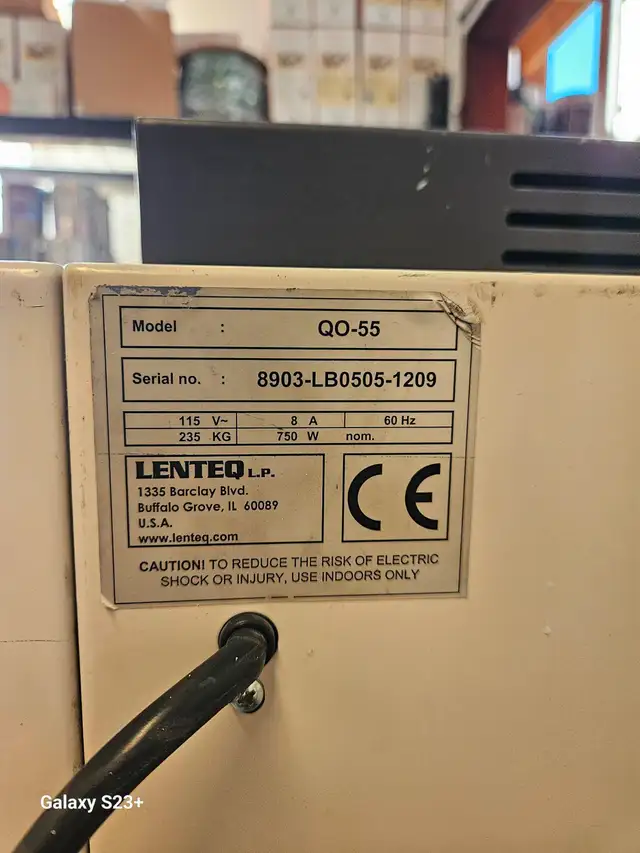 Model : QO-55
Serial no. : 8903-LB0505-1209
115 V~ 8 A 60 Hz
235 KG 750 W nom.
LENTEQ L.P.
1335 Barclay Blvd.
Buffalo Grove, IL 60089
U.S.A.
www.lenteq.com
CE
CAUTION! TO REDUCE THE RISK OF ELECTRIC
SHOCK OR INJURY, USE INDOORS ONLY
Galaxy S23+